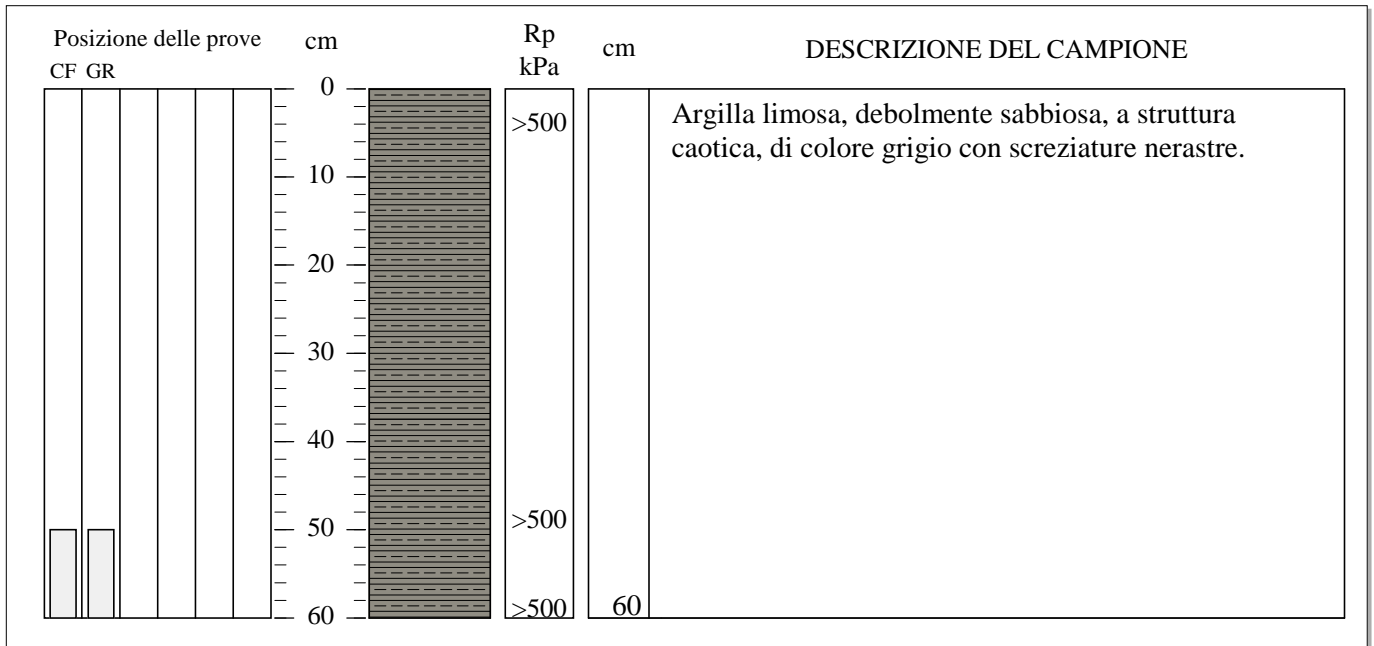 Posizione delle prove
CF GR
cm
Rp
kPa
cm
DESCRIZIONE DEL CAMPIONE
0
10
20
30
40
50
60
>500
>500
>500
60
Argilla limosa, debolmente sabbiosa, a struttura
caotica, di colore grigio con screziature nerastre.